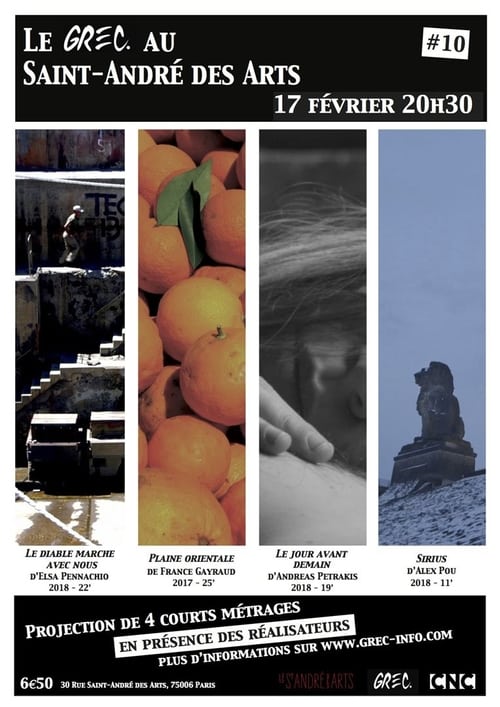 Le GREC. au
#10
Saint-André des Arts
17 février 20h30
Le diable marche
avec nous
d'Elsa Pennachio
2018 - 22'
Plaine orientale
de France Gayraud
2017 - 25'
Le jour avant
demain
d'Andreas Petrakis
2018 - 19'
Sirius
d'Alex Pou
2018 - 11'
Projection de 4 courts métrages
en présence des réalisateurs
plus d'informations sur www.grec-info.com
6€50 30 Rue Saint-André des Arts, 75006 Paris
LE S'ANDRÉ D. ARTS
GREC.
CNC